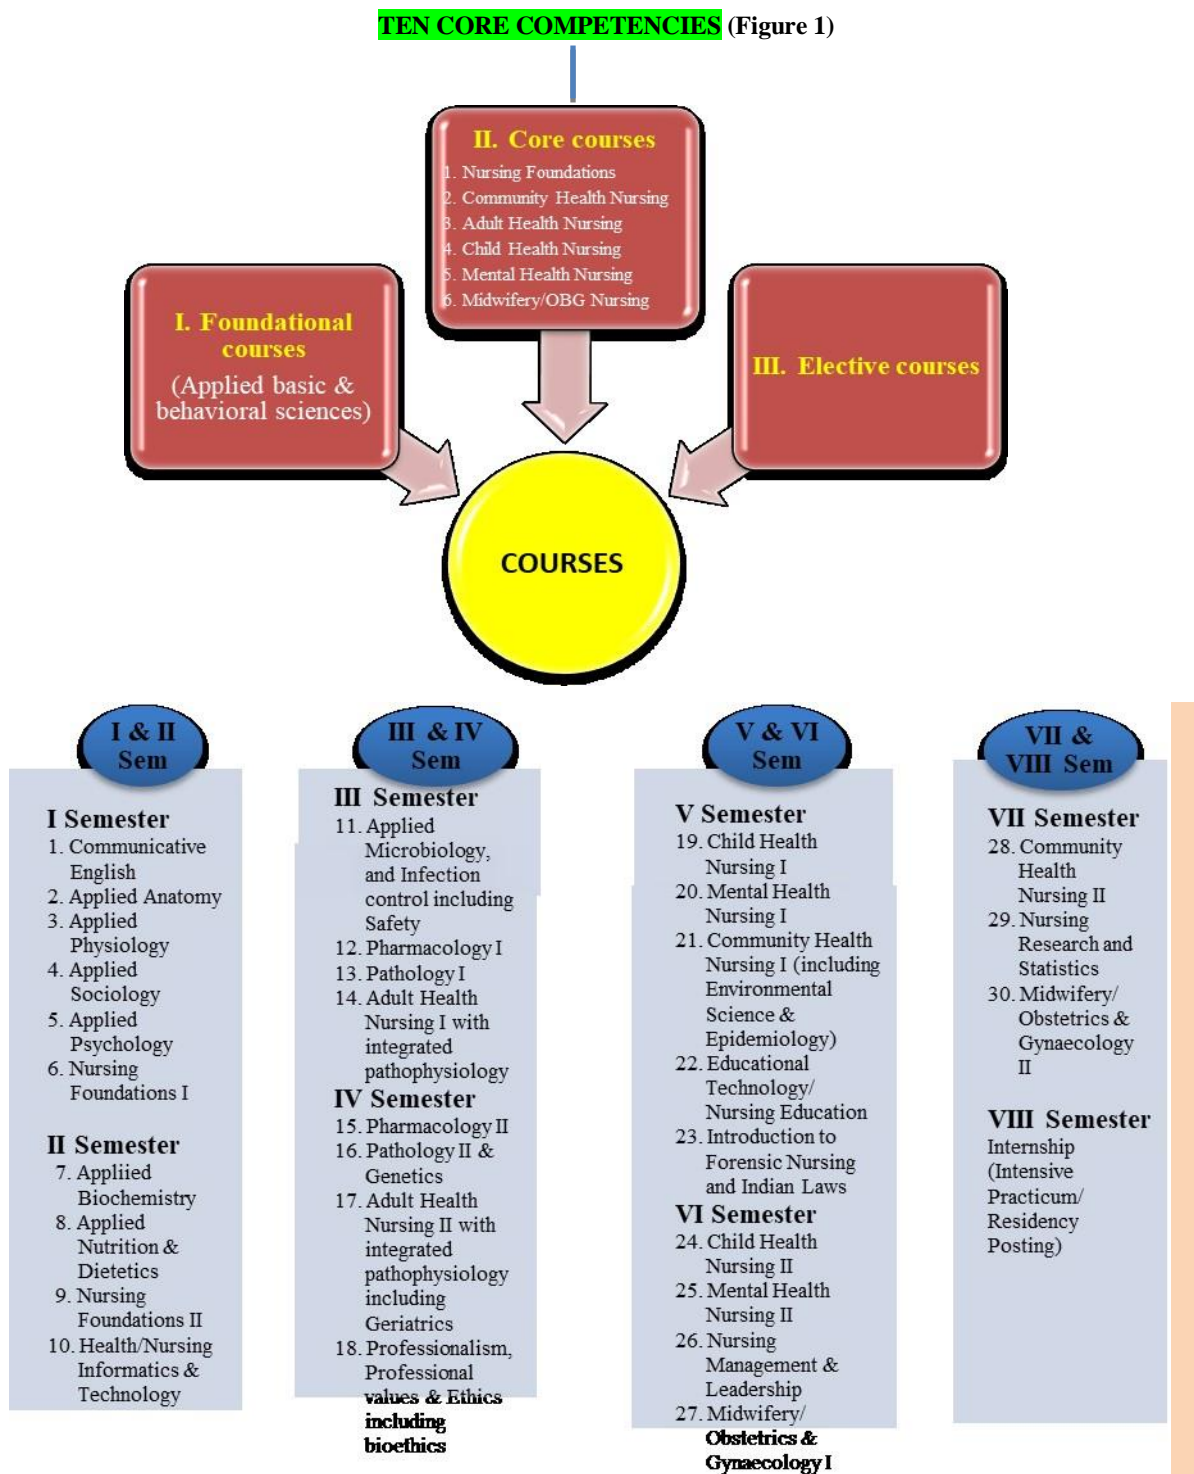 TEN CORE COMPETENCIES (Figure 1)
II. Core courses
1. Nursing Foundations
2. Community Health Nursing
3. Adult Health Nursing
4. Child Health Nursing
5. Mental Health Nursing
6. Midwifery/OBG Nursing
I. Foundational
courses
(Applied basic &
behavioral sciences)
III. Elective courses
COURSES
I & II
Sem
I Semester
1. Communicative
English
2. Applied Anatomy
3. Applied
Physiology
4. Applied
Sociology
5. Applied
Psychology
6. Nursing
Foundations I
II Semester
7. Appliied
Biochemistry
8. Applied
Nutrition &
Dietetics
9. Nursing
Foundations II
10. Health/Nursing
Informatics &
Technology
III & IV
Sem
III Semester
11. Applied
Microbiology,
and Infection
control including
Safety
12. Pharmacology I
13. Pathology I
14. Adult Health
Nursing I with
integrated
pathophysiology
IV Semester
15. Pharmacology II
16. Pathology II &
Genetics
17. Adult Health
Nursing II with
integrated
pathophysiology
including
Geriatrics
18. Professionalism,
Professional
values & Ethics
including
bioethics
V & VI
Sem
V Semester
19. Child Health
Nursing I
20. Mental Health
Nursing I
21. Community Health
Nursing I (including
Environmental
Science &
Epidemiology)
22. Educational
Technology/
Nursing Education
23. Introduction to
Forensic Nursing
and Indian Laws
VI Semester
24. Child Health
Nursing II
25. Mental Health
Nursing II
26. Nursing
Management &
Leadership
27. Midwifery/
Obstetrics &
Gynaecology I
VII &
VIII Sem
VII Semester
28. Community
Health
Nursing II
29. Nursing
Research and
Statistics
30. Midwifery/
Obstetrics &
Gynaecology
II
VIII Semester
Internship
(Intensive
Practicum/
Residency
Posting)